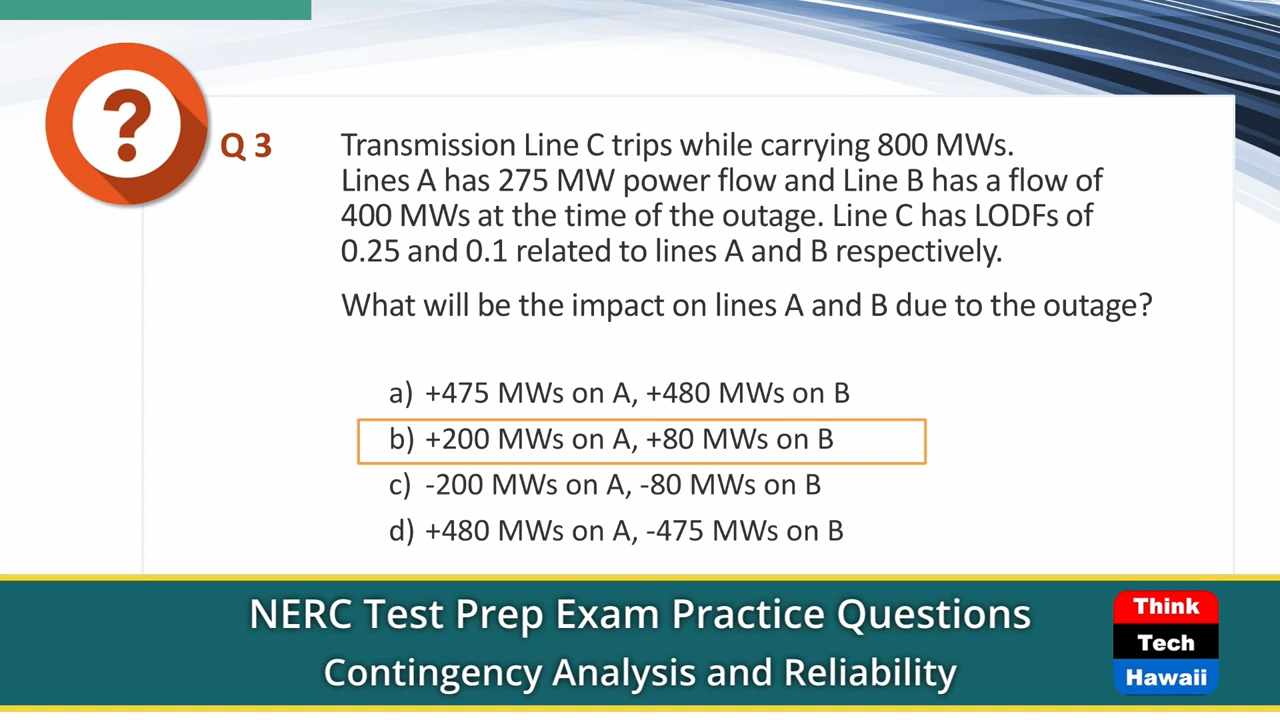 ?
Q 3
Transmission Line C trips while carrying 800 MWs.
Lines A has 275 MW power flow and Line B has a flow of
400 MWs at the time of the outage. Line C has LODFs of
0.25 and 0.1 related to lines A and B respectively.
What will be the impact on lines A and B due to the outage?
a) +475 MWs on A, +480 MWs on B
b) +200 MWs on A, +80 MWs on B
c) -200 MWs on A, -80 MWs on B
d) +480 MWs on A, -475 MWs on B
NERC Test Prep Exam Practice Questions
Contingency Analysis and Reliability
Think
Tech
Hawaii